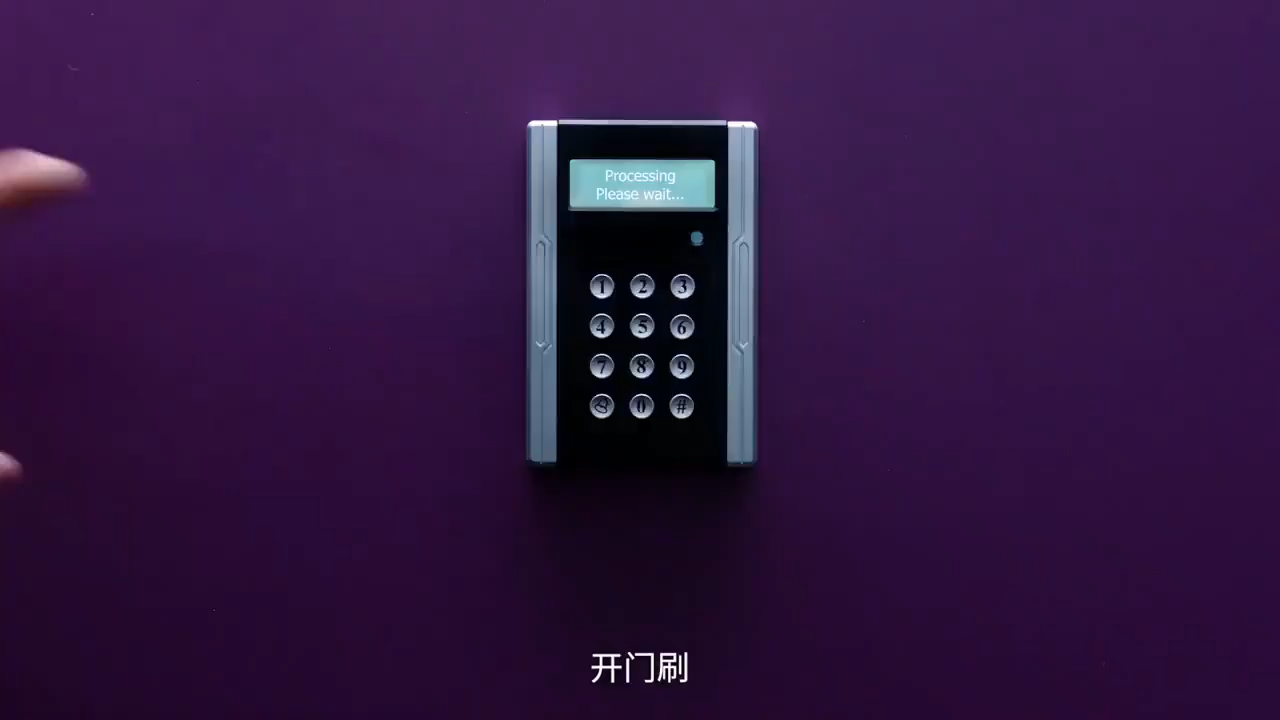 Processing
Please wait...
1 2 3
4 5 6
7 8 9
0 #
开门刷